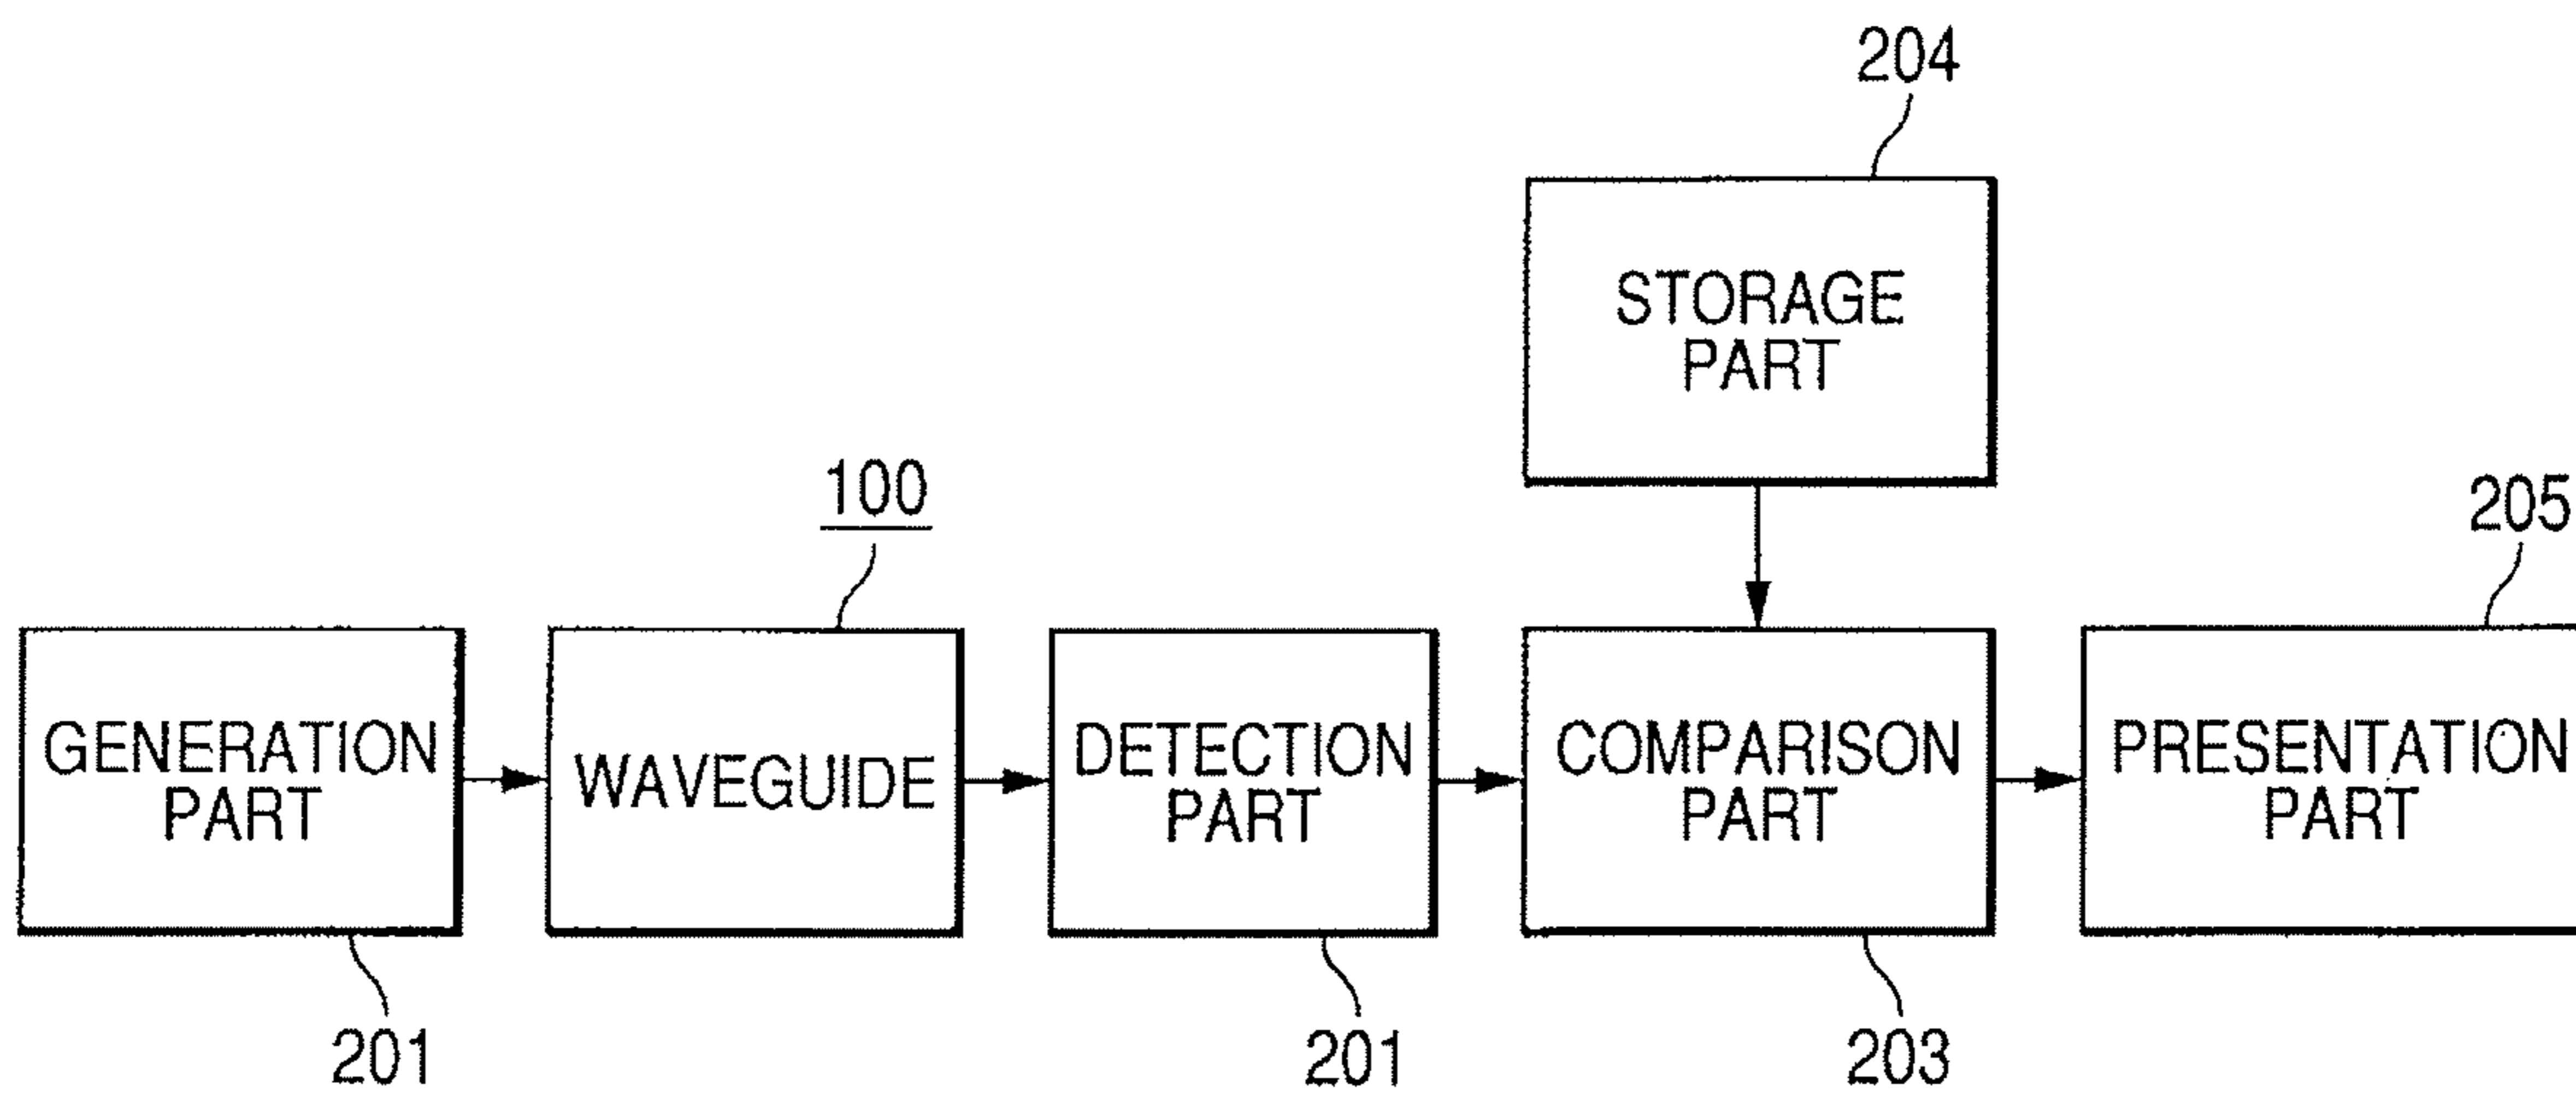 204
STORAGE
PART
100
205
GENERATION
PART
WAVEGUIDE
DETECTION
PART
COMPARISON
PART
PRESENTATION
PART
201
201
203